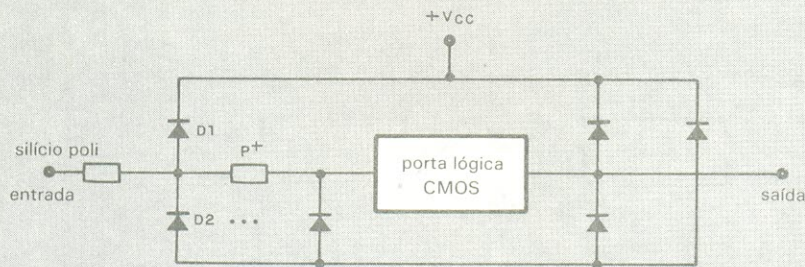 +VCC
D1
silício poli
P+
entrada
porta lógica
CMOS
saída
D2 ...